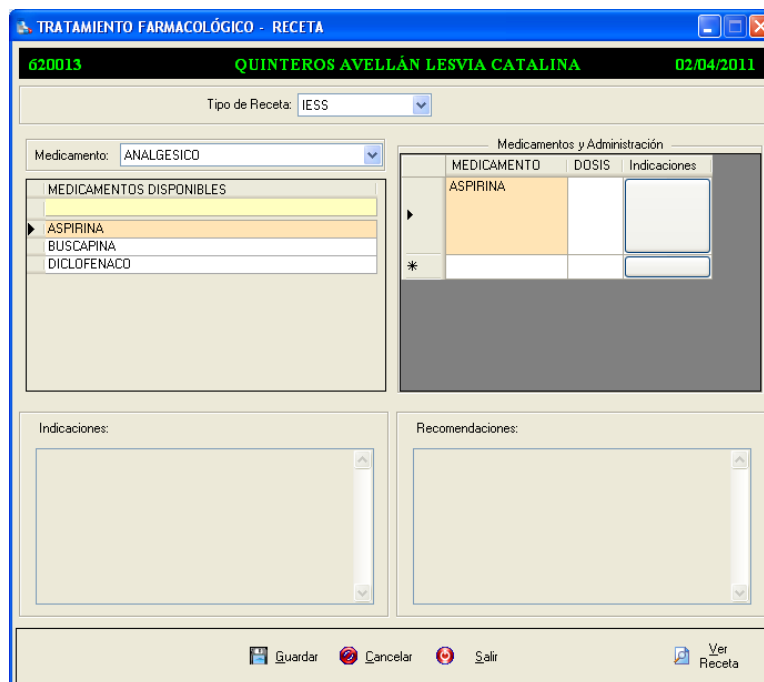 TRATAMIENTO FARMACOLÓGICO - RECETA
620013 QUINTEROS AVELLÁN LESVIA CATALINA 02/04/2011
Tipo de Receta: IESS
Medicamento: ANALGESICO
MEDICAMENTOS DISPONIBLES
ASPIRINA
BUSCAPINA
DICLOFENACO
Medicamentos y Administración
MEDICAMENTO DOSIS Indicaciones
ASPIRINA
Indicaciones:
Recomendaciones:
Guardar Cancelar Salir Ver
Receta